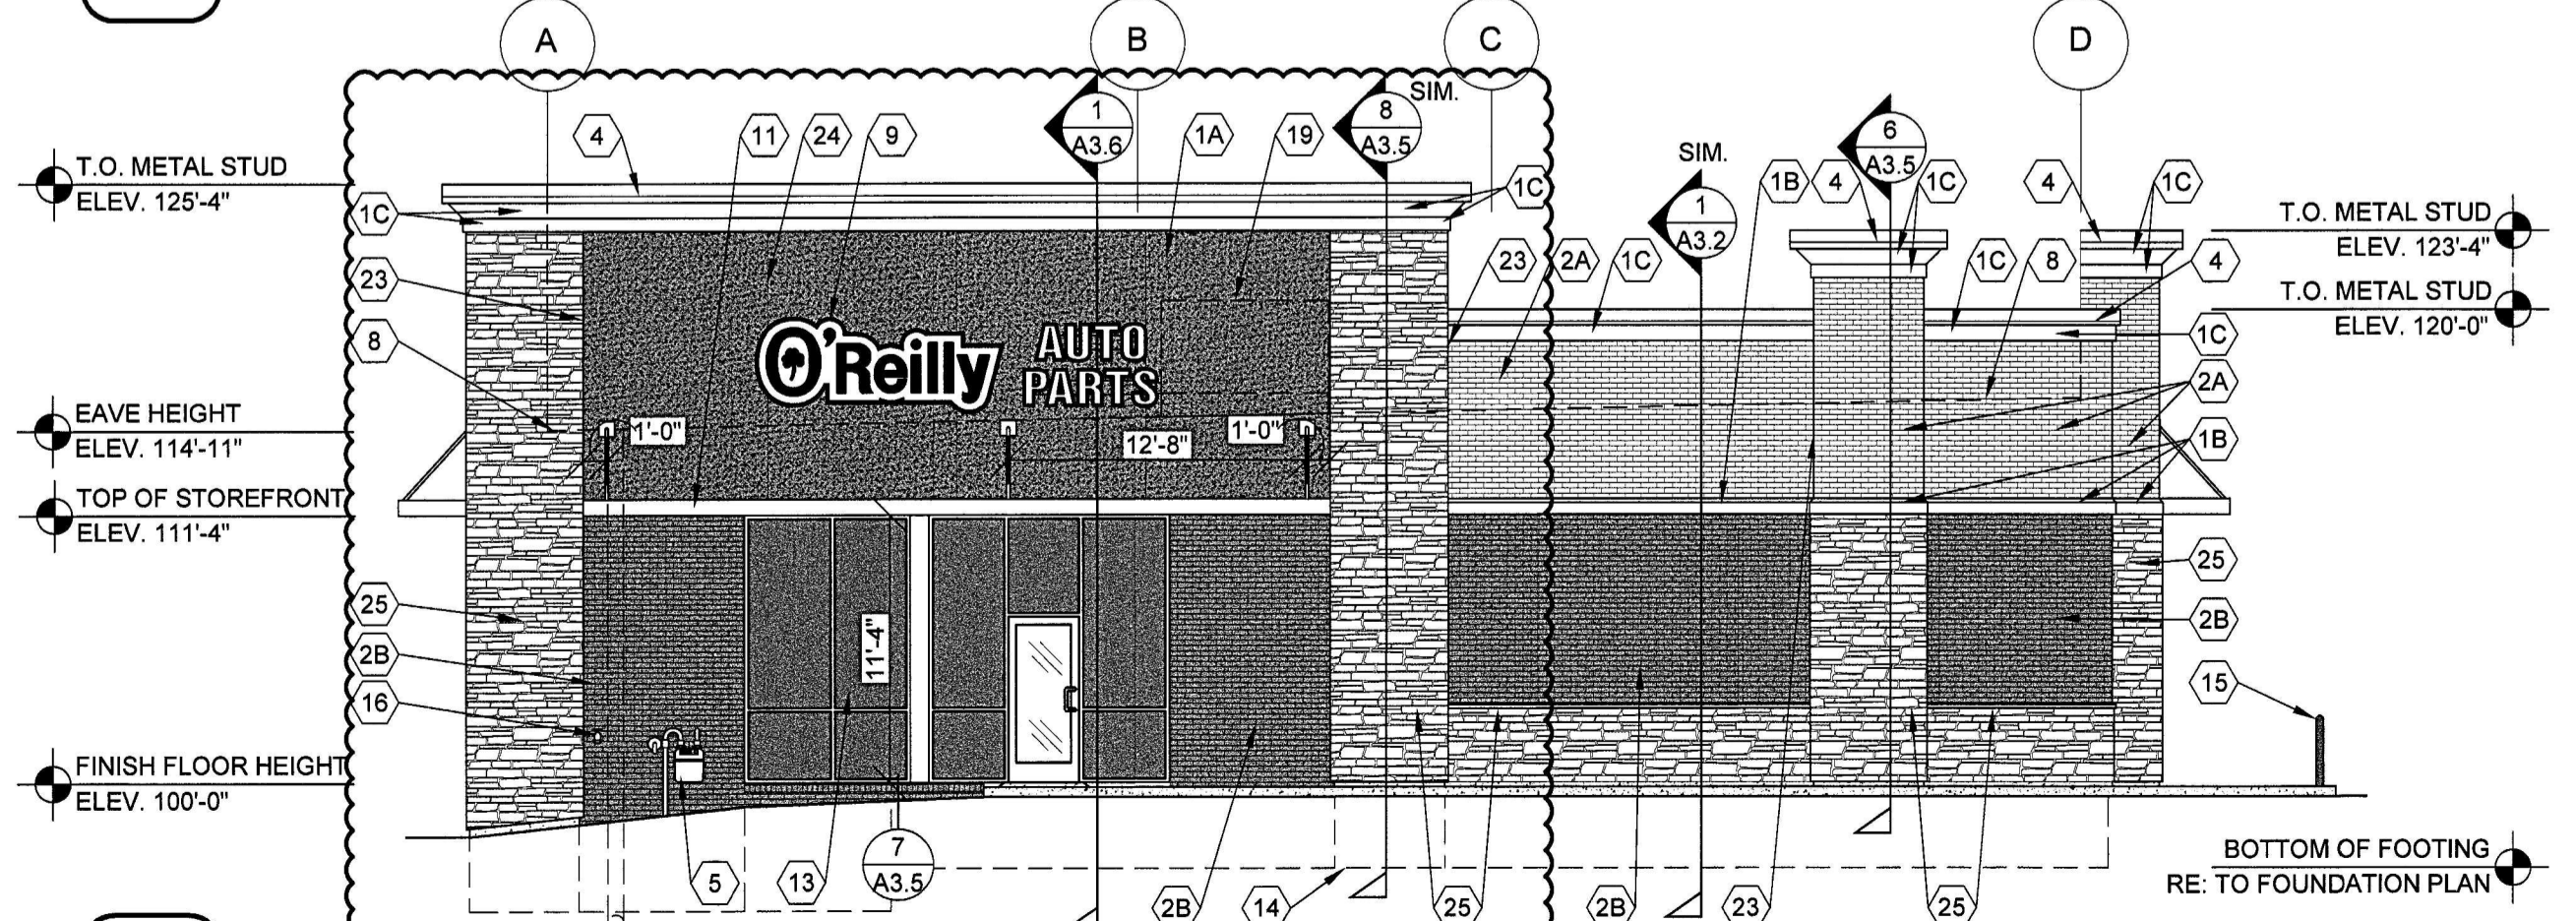 A
B
C
D
SIM.
1
A3.6
8
A3.5
4
11
24
9
1A
19
6
A3.5
SIM.
1
A3.2
1B
4
1C
4
1C
T.O. METAL STUD
ELEV. 125'-4"
1C
1C
T.O. METAL STUD
ELEV. 123'-4"
23
23
2A
1C
1C
8
4
T.O. METAL STUD
ELEV. 120'-0"
8
O'Reilly
AUTO
PARTS
1C
2A
EAVE HEIGHT
ELEV. 114'-11"
1'-0"
12'-8"
1'-0"
1B
TOP OF STOREFRONT
ELEV. 111'-4"
25
25
2B
2B
11'-4"
16
15
FINISH FLOOR HEIGHT
ELEV. 100'-0"
7
A3.5
5
13
2B
14
25
2B
23
25
BOTTOM OF FOOTING
RE: TO FOUNDATION PLAN